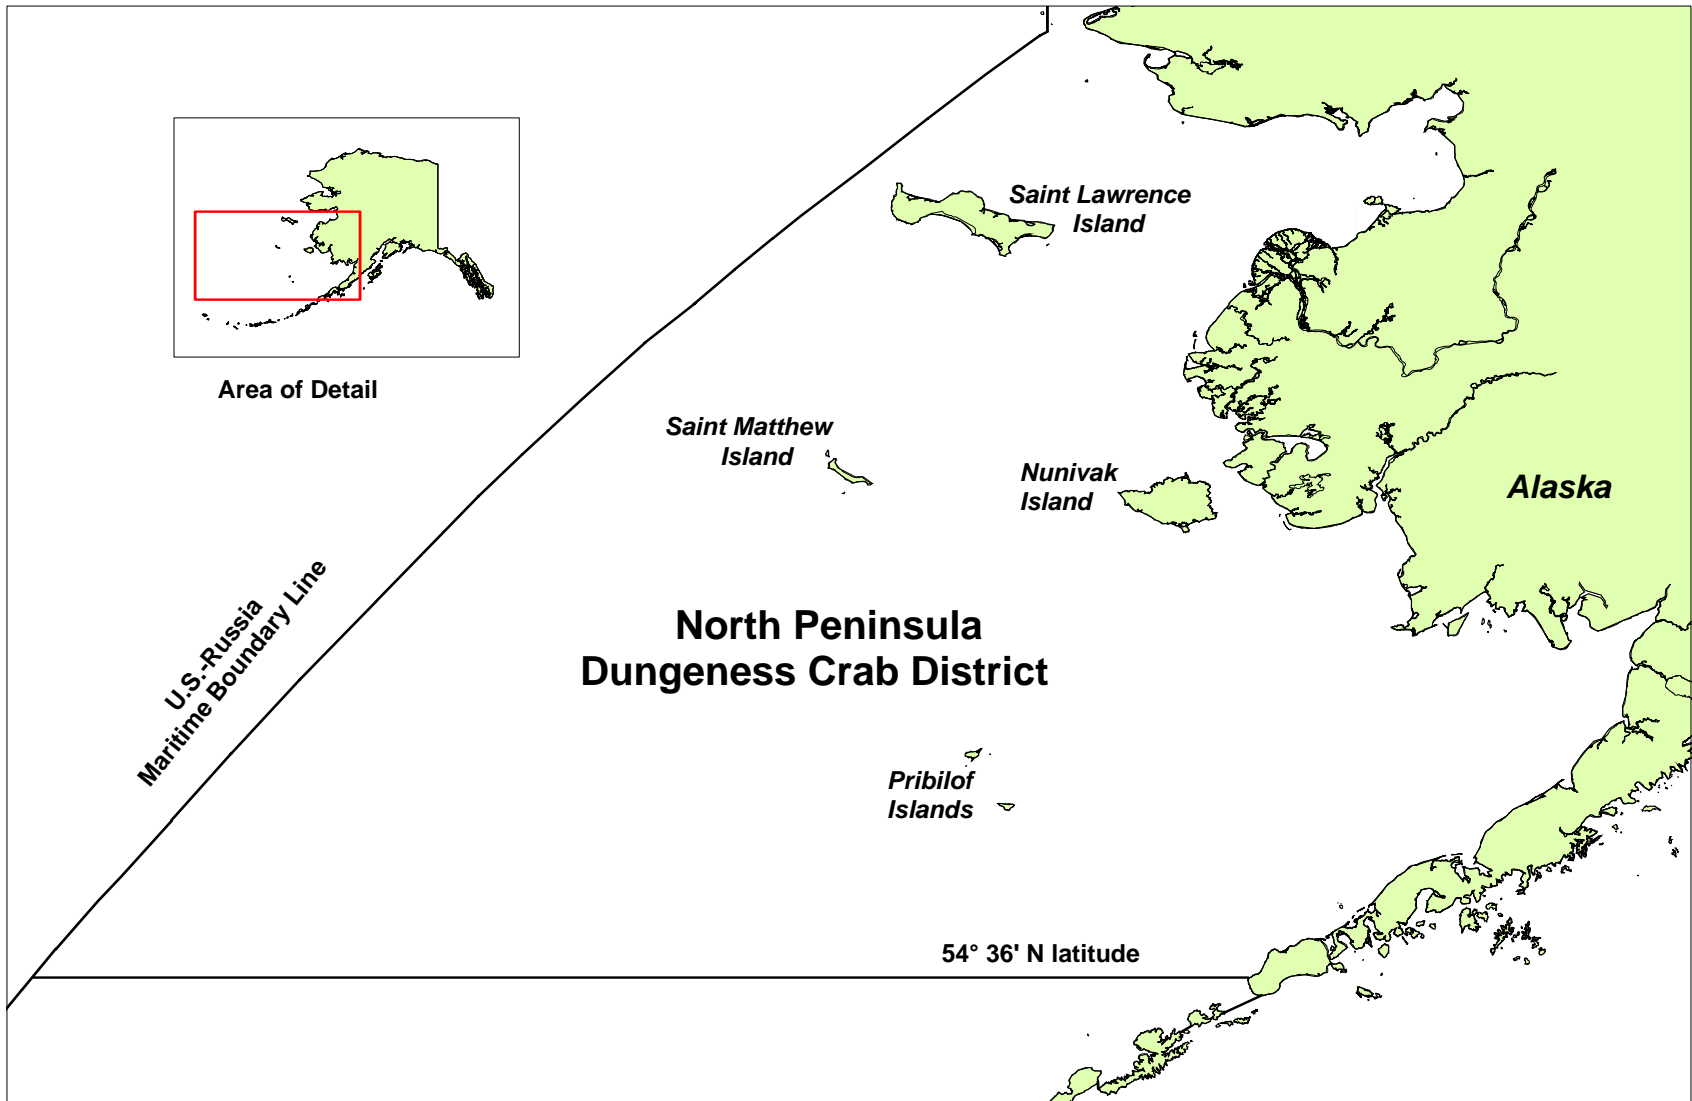 Saint Lawrence
Island
Area of Detail
Saint Matthew
Island
Nunivak
Island
Alaska
U.S.-Russia
Maritime Boundary Line
North Peninsula
Dungeness Crab District
Pribilof
Islands
54° 36' N latitude